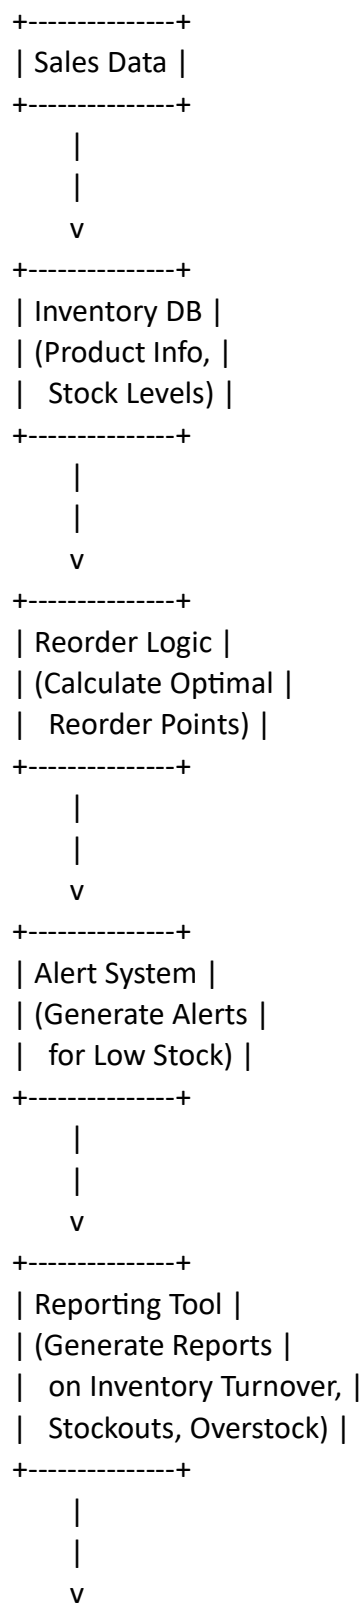 +---------------+
| Sales Data |
+---------------+
|
|
v
+---------------+
| Inventory DB |
| (Product Info, |
|  Stock Levels) |
+---------------+
|
|
v
+---------------+
| Reorder Logic |
| (Calculate Optimal |
|  Reorder Points) |
+---------------+
|
|
v
+---------------+
| Alert System |
| (Generate Alerts |
|  for Low Stock) |
+---------------+
|
|
v
+---------------+
| Reporting Tool |
| (Generate Reports |
|  on Inventory Turnover, |
|  Stockouts, Overstock) |
+---------------+
|
|
v